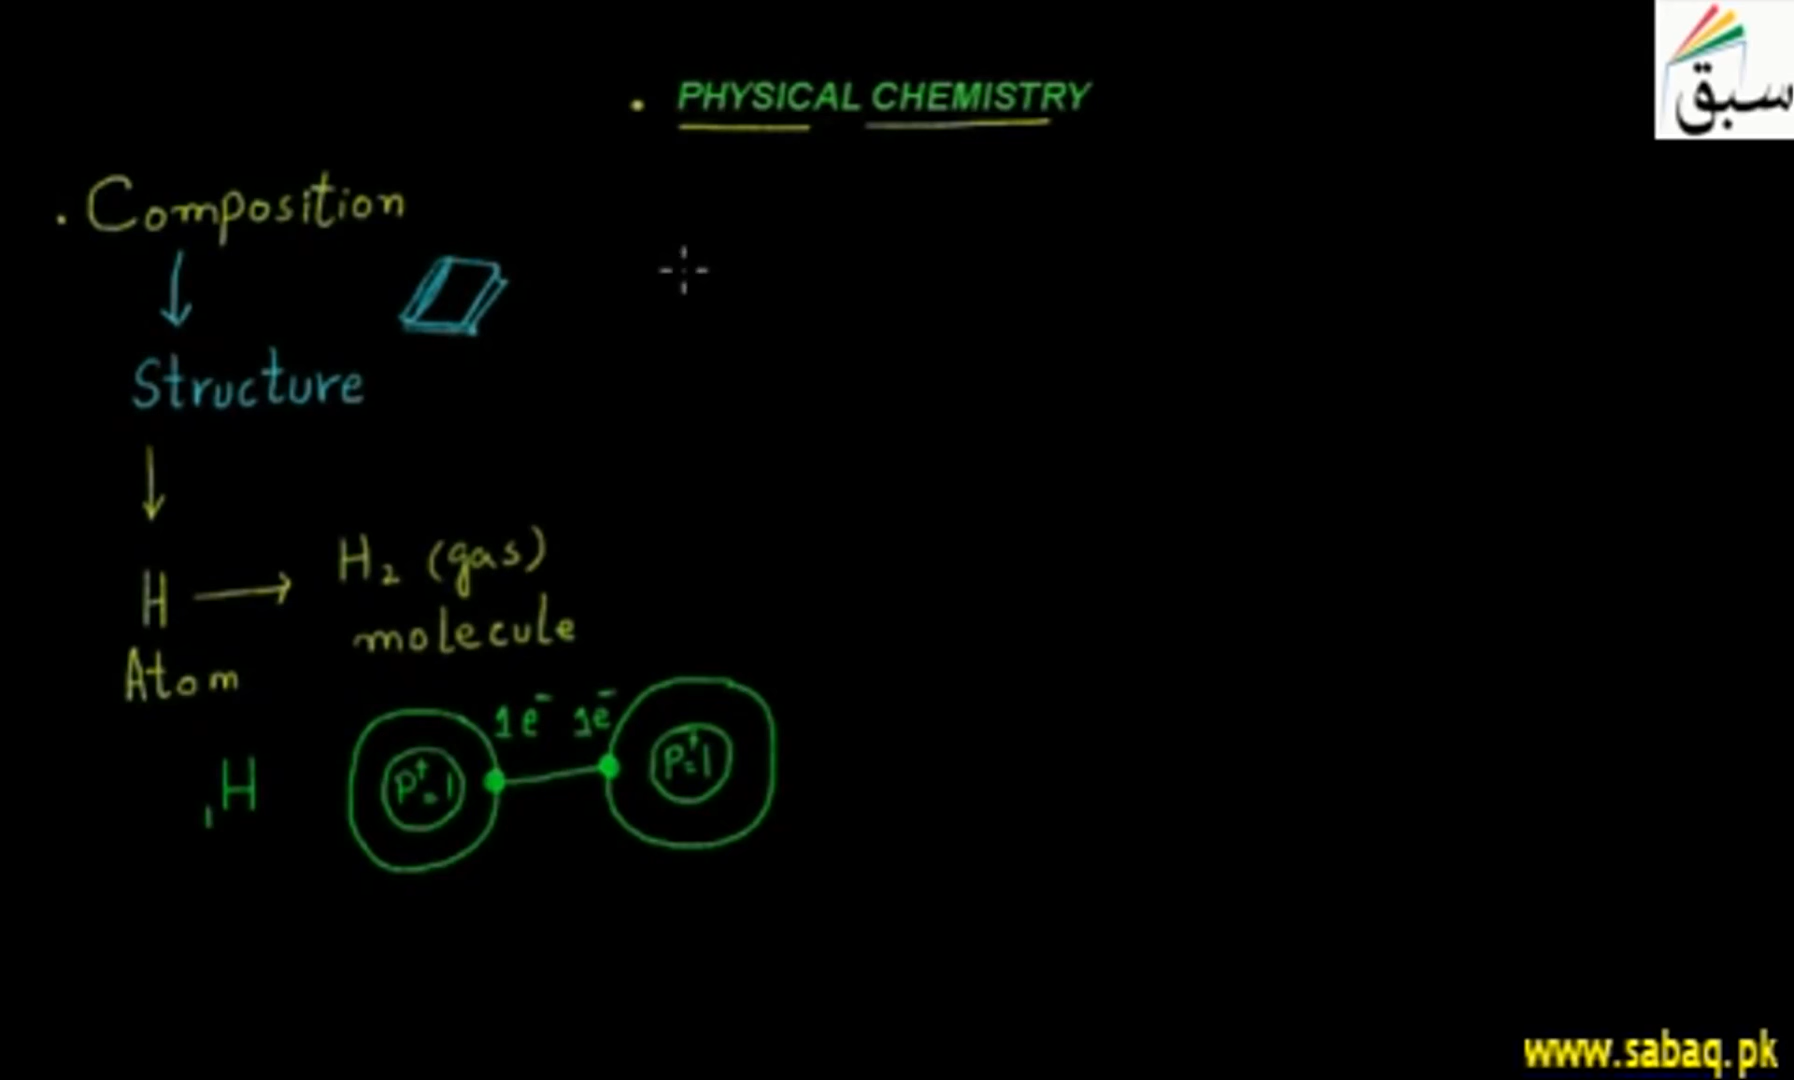 . PHYSICAL CHEMISTRY
سبق
. Composition
Structure
H → H₂ (gas)
Atom molecule
1e⁻ 1e⁻
₁H P⁺=1 P⁺=1
www.sabaq.pk